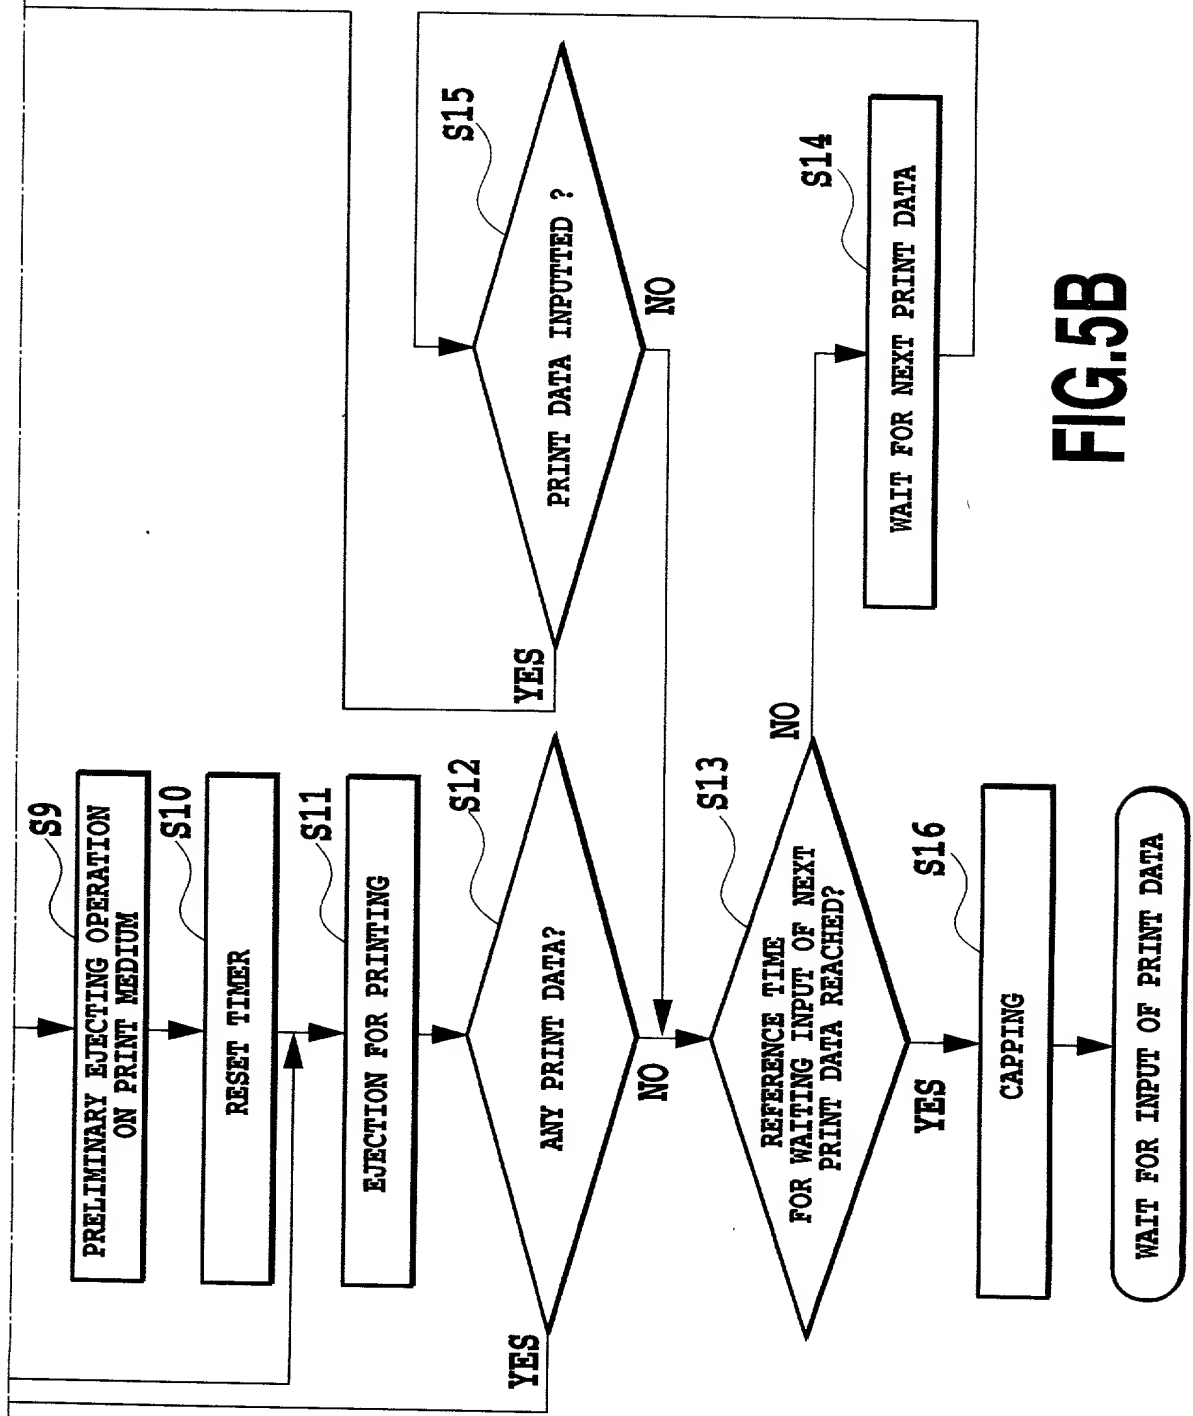 S9
PRELIMINARY EJECTING OPERATION
ON PRINT MEDIUM
S10
RESET TIMER
S11
EJECTION FOR PRINTING
S12
ANY PRINT DATA?
YES
NO
S13
REFERENCE TIME
FOR WAITING INPUT OF NEXT
PRINT DATA REACHED?
NO
YES
S14
WAIT FOR NEXT PRINT DATA
S15
PRINT DATA INPUTTED ?
YES
NO
S16
CAPPING
WAIT FOR INPUT OF PRINT DATA
FIG.5B